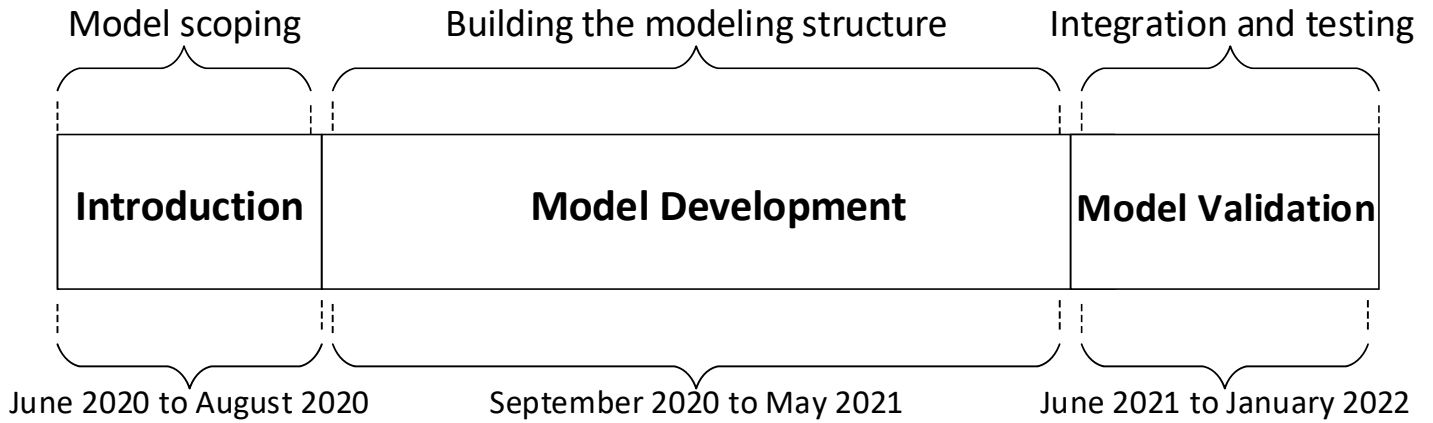 Model scoping
Building the modeling structure
Integration and testing
Introduction
Model Development
Model Validation
June 2020 to August 2020
September 2020 to May 2021
June 2021 to January 2022